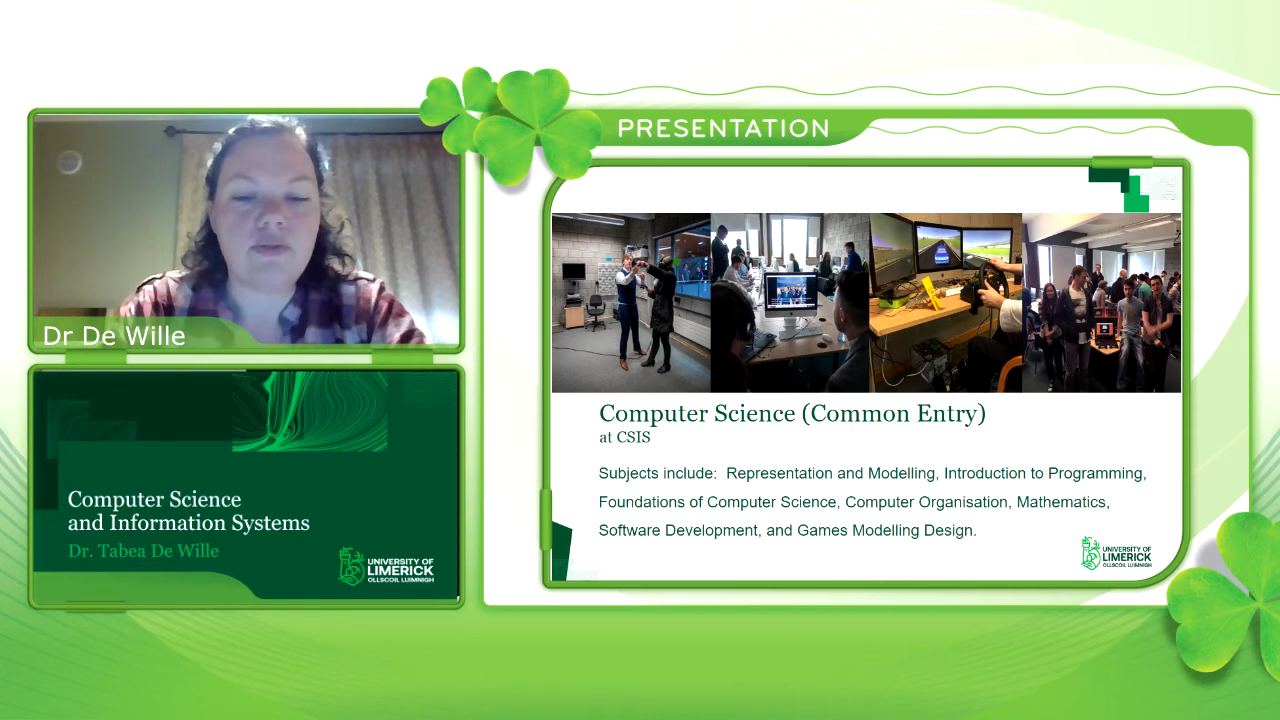 PRESENTATION
Dr De Wille
Computer Science
and Information Systems
Dr. Tabea De Wille
UNIVERSITY OF
LIMERICK
OLLSCOIL LUIMNIGH
Computer Science (Common Entry)
at CSIS
Subjects include:  Representation and Modelling, Introduction to Programming,
Foundations of Computer Science, Computer Organisation, Mathematics,
Software Development, and Games Modelling Design.
UNIVERSITY OF
LIMERICK
OLLSCOIL LUIMNIGH